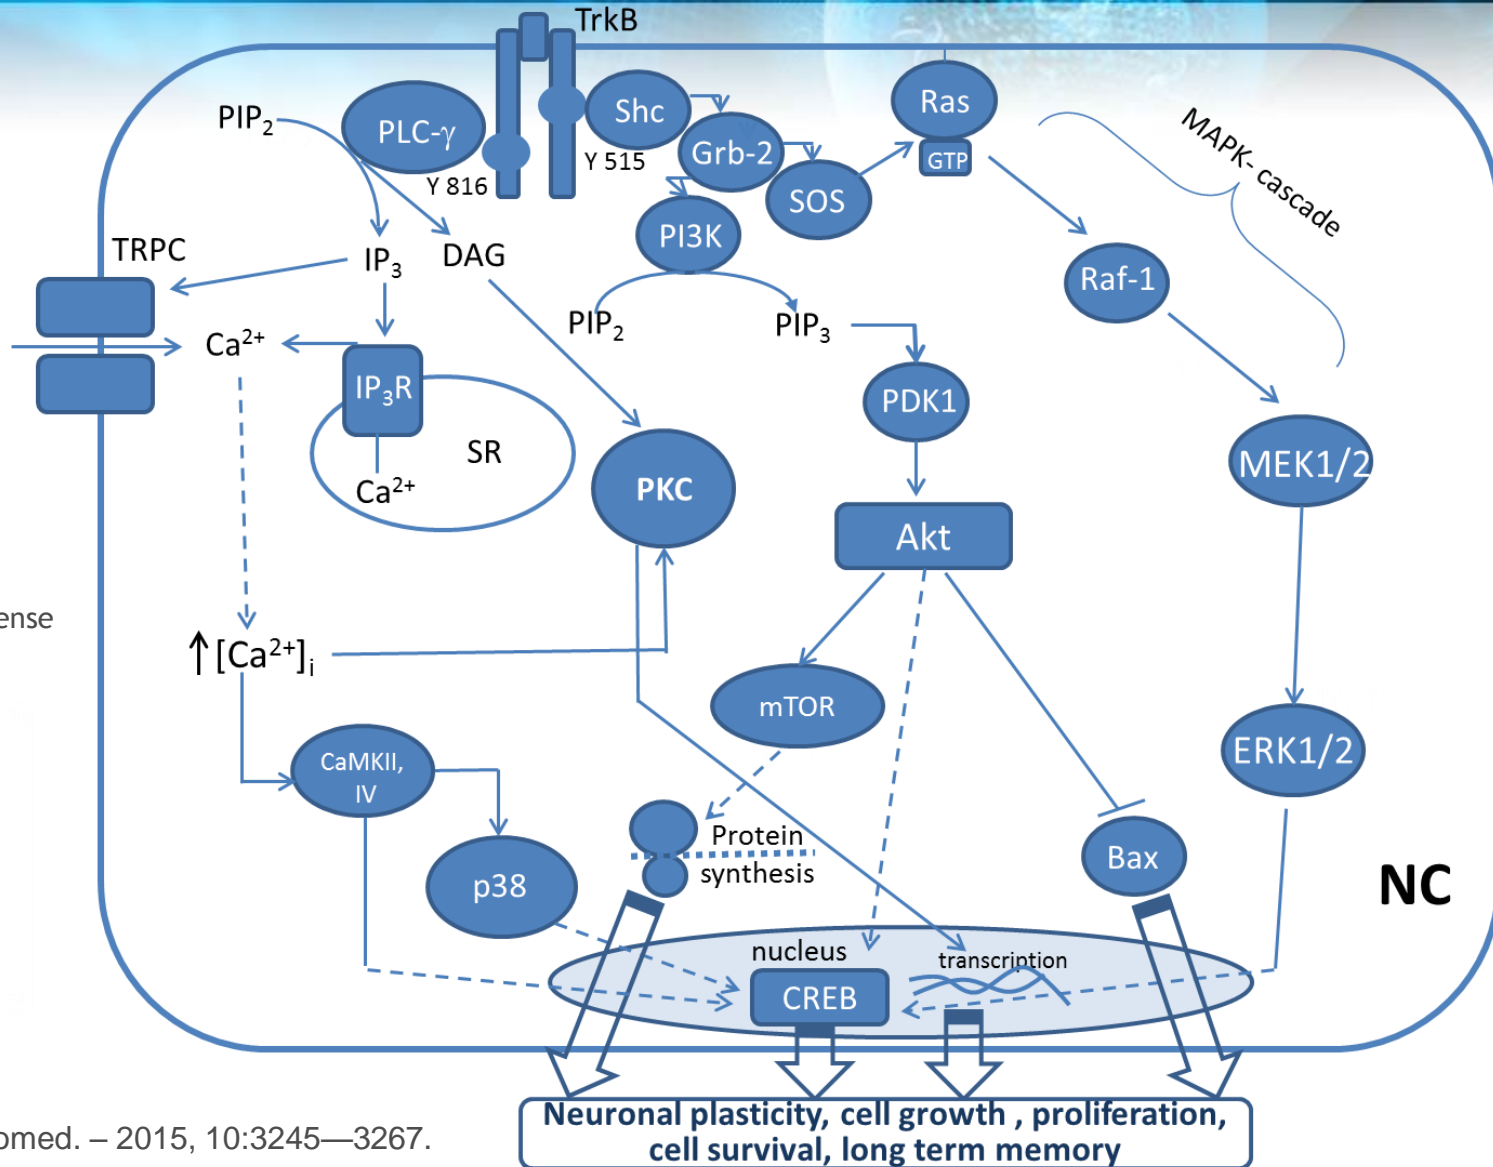 TrkB
PIP2
PLC-γ
Shc
Ras
MAPK- cascade
Y 816
Y 515
Grb-2
GTP
SOS
PI3K
TRPC
IP3
DAG
Raf-1
PIP2
PIP3
Ca2+
IP3R
PDK1
SR
MEK1/2
PKC
Ca2+
Akt
ense
↑[Ca2+]i
mTOR
ERK1/2
CaMKII,
IV
Protein
synthesis
p38
Bax
NC
nucleus
transcription
CREB
Neuronal plasticity, cell growth , proliferation,
cell survival, long term memory
omed. – 2015, 10:3245—3267.